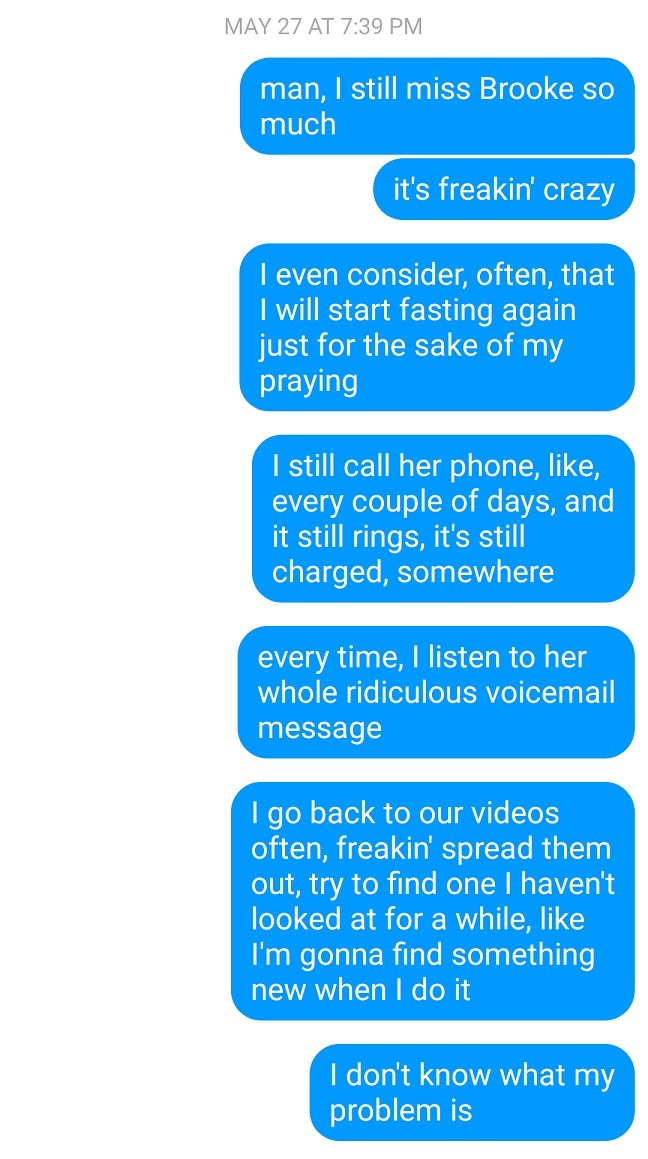 MAY 27 AT 7:39 PM
man, I still miss Brooke so
much
it's freakin' crazy
I even consider, often, that
I will start fasting again
just for the sake of my
praying
I still call her phone, like,
every couple of days, and
it still rings, it's still
charged, somewhere
every time, I listen to her
whole ridiculous voicemail
message
I go back to our videos
often, freakin' spread them
out, try to find one I haven't
looked at for a while, like
I'm gonna find something
new when I do it
I don't know what my
problem is